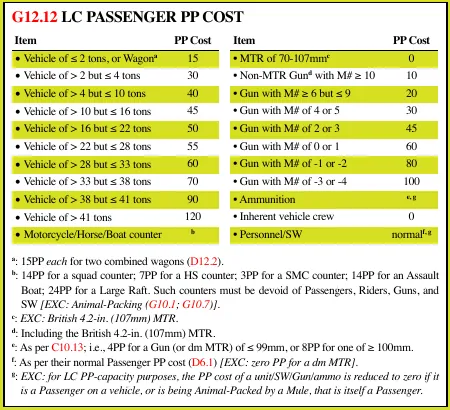 G12.12 LC PASSENGER PP COST
Item PP Cost
• Vehicle of ≤ 2 tons, or Wagonᵃ 15
• Vehicle of > 2 but ≤ 4 tons 30
• Vehicle of > 4 but ≤ 10 tons 40
• Vehicle of > 10 but ≤ 16 tons 45
• Vehicle of > 16 but ≤ 22 tons 50
• Vehicle of > 22 but ≤ 28 tons 55
• Vehicle of > 28 but ≤ 33 tons 60
• Vehicle of > 33 but ≤ 38 tons 70
• Vehicle of > 38 but ≤ 41 tons 90
• Vehicle of > 41 tons 120
• Motorcycle/Horse/Boat counter ᵇ
Item PP Cost
• MTR of 70-107mmᶜ 0
• Non-MTR Gunᵈ with M# ≥ 10 10
• Gun with M# ≥ 6 but ≤ 9 20
• Gun with M# of 4 or 5 30
• Gun with M# of 2 or 3 45
• Gun with M# of 0 or 1 60
• Gun with M# of -1 or -2 80
• Gun with M# of -3 or -4 100
• Ammunition ᵉ,ᵍ
• Inherent vehicle crew 0
• Personnel/SW normalᶠ,ᵍ
ᵃ: 15PP each for two combined wagons (D12.2).
ᵇ: 14PP for a squad counter; 7PP for a HS counter; 3PP for a SMC counter; 14PP for an Assault
Boat; 24PP for a Large Raft. Such counters must be devoid of Passengers, Riders, Guns, and
SW [EXC: Animal-Packing (G10.1; G10.7)].
ᶜ: EXC: British 4.2-in. (107mm) MTR.
ᵈ: Including the British 4.2-in. (107mm) MTR.
ᵉ: As per C10.13; i.e., 4PP for a Gun (or dm MTR) of ≤ 99mm, or 8PP for one of ≥ 100mm.
ᶠ: As per their normal Passenger PP cost (D6.1) [EXC: zero PP for a dm MTR].
ᵍ: EXC: for LC PP-capacity purposes, the PP cost of a unit/SW/Gun/ammo is reduced to zero if it
is a Passenger on a vehicle, or is being Animal-Packed by a Mule, that is itself a Passenger.